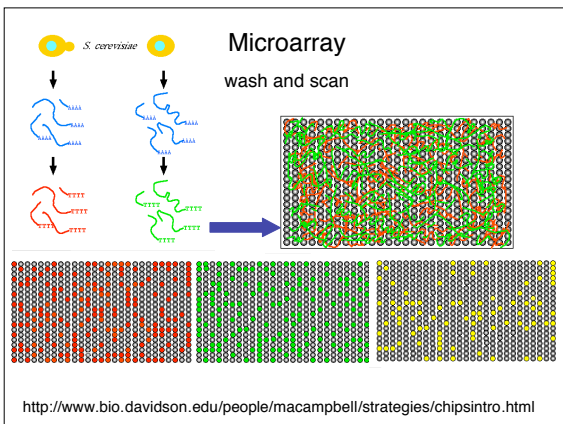 S. cerevisiae
Microarray
wash and scan
AAAA
AAAA
AAAA
AAAA
AAAA
AAAA
TTTT
TTTT
TTTT
TTTT
TTTT
TTTT
http://www.bio.davidson.edu/people/macampbell/strategies/chipsintro.html